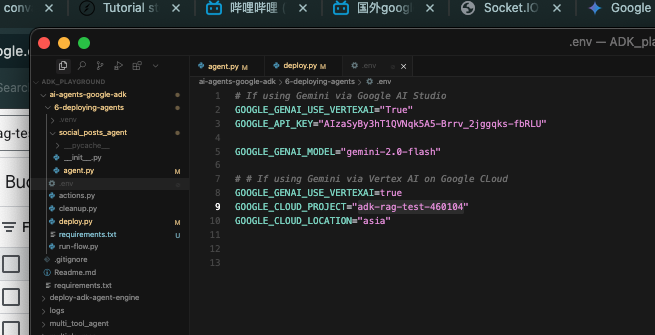 conv
Tutorial st
哔哩哔哩 (
国外googl
Socket.IO
Google
.env — ADK_pla
agent.py M
deploy.py M
.env
ai-agents-google-adk > 6-deploying-agents > .env
ogle.c
Searc
ag-tes
Buc
F
ADK_PLAYGROUND
ai-agents-google-adk
6-deploying-agents
.venv
social_posts_agent
__pycache__
__init__.py
agent.py M
.env
actions.py
cleanup.py
deploy.py M
requirements.txt U
run-flow.py
.gitignore
Readme.md
requirements.txt
deploy-adk-agent-engine
logs
multi_tool_agent
1 # If using Gemini via Google AI Studio
2 GOOGLE_GENAI_USE_VERTEXAI="True"
3 GOOGLE_API_KEY="AIzaSyBy3hT1QVNqk5A5-Brrv_2jggqks-fbRLU"
4
5 GOOGLE_GENAI_MODEL="gemini-2.0-flash"
6
7 # # If using Gemini via Vertex AI on Google CLoud
8 GOOGLE_GENAI_USE_VERTEXAI=true
9 GOOGLE_CLOUD_PROJECT="adk-rag-test-460104"
10 GOOGLE_CLOUD_LOCATION="asia"
11
12
13